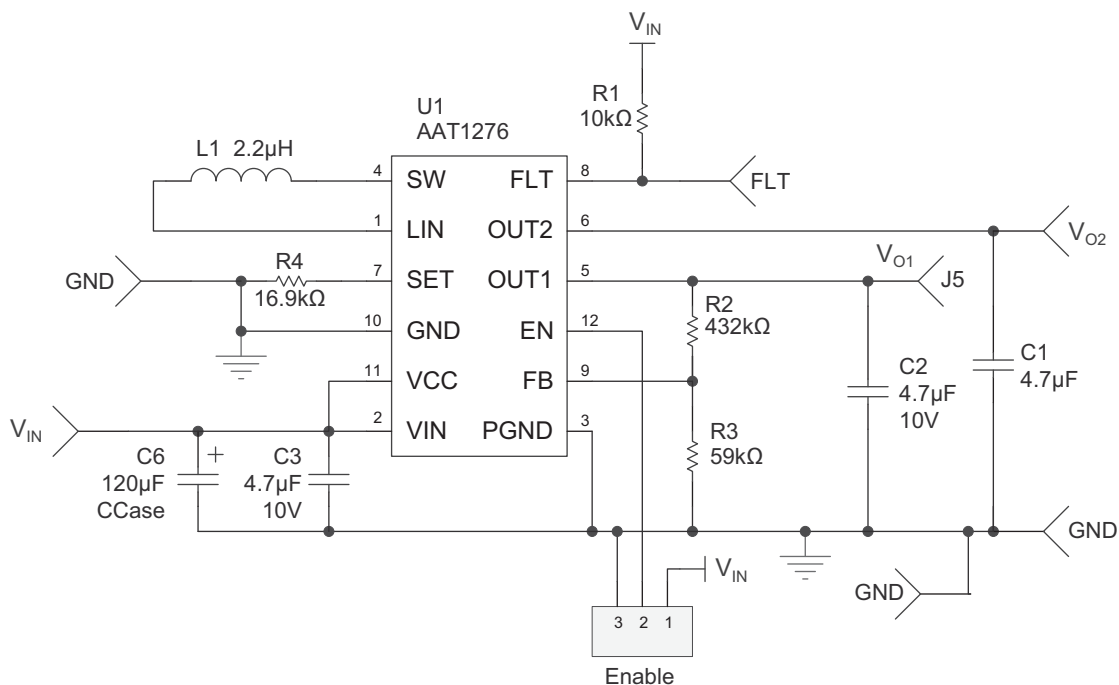 V_IN
R1
10kΩ
U1
AAT1276
L1 2.2µH
4 SW FLT 8
FLT
1 LIN OUT2 6
V_O2
GND
R4
16.9kΩ
7 SET OUT1 5
V_O1
J5
R2
432kΩ
10 GND EN 12
C1
4.7µF
C2
4.7µF
10V
11 VCC FB 9
V_IN
2 VIN PGND 3
R3
59kΩ
C6 +
120µF
CCase
C3
4.7µF
10V
GND
V_IN
GND
3 2 1
Enable